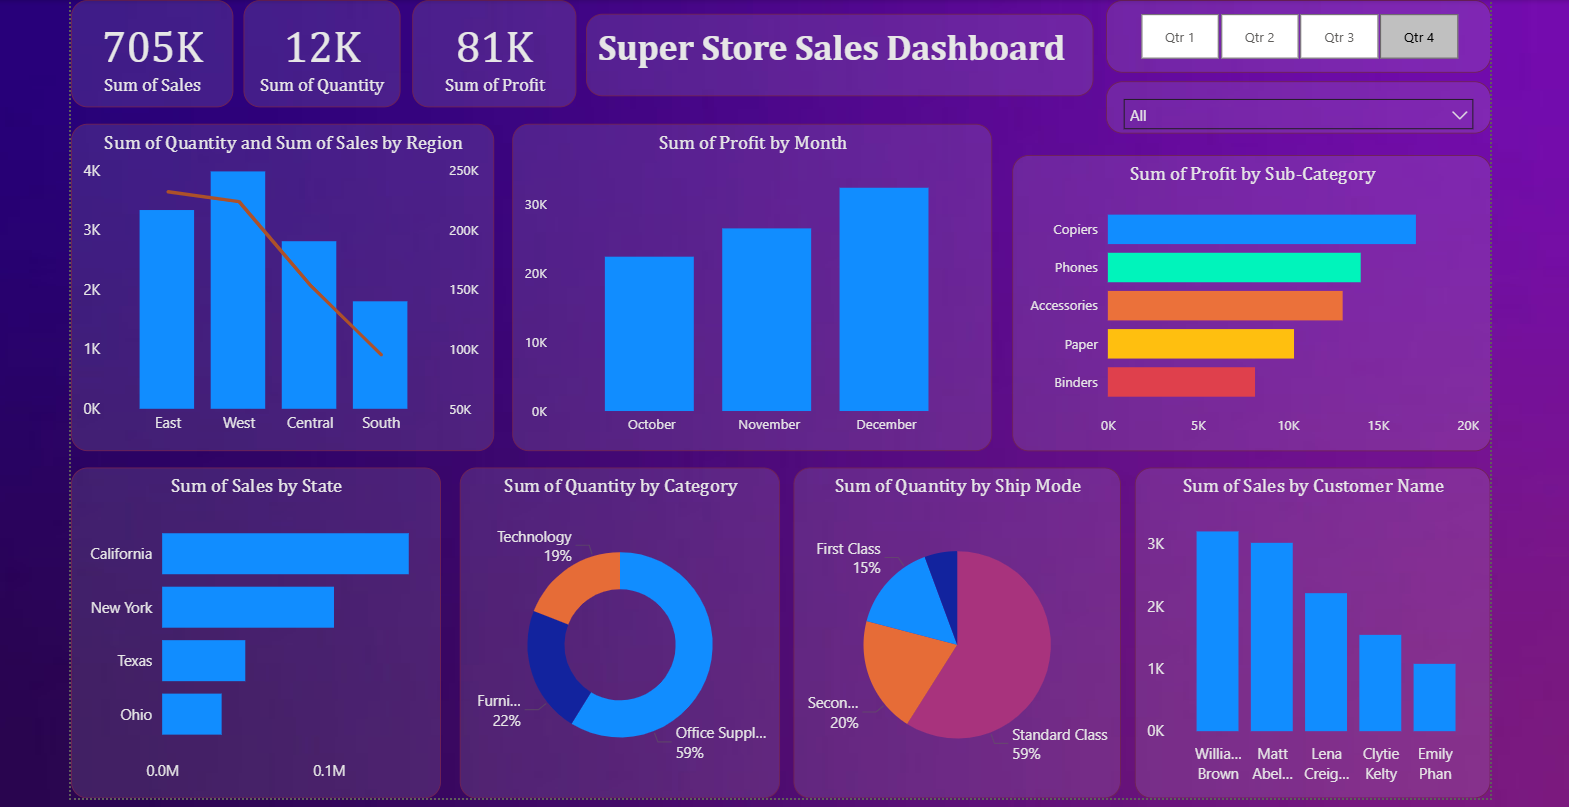 705K
Sum of Sales
12K
Sum of Quantity
81K
Sum of Profit
Super Store Sales Dashboard
Qtr 1
Qtr 2
Qtr 3
Qtr 4
All
Sum of Quantity and Sum of Sales by Region
4K
3K
2K
1K
0K
250K
200K
150K
100K
50K
East
West
Central
South
Sum of Profit by Month
30K
20K
10K
0K
October
November
December
Sum of Profit by Sub-Category
Copiers
Phones
Accessories
Paper
Binders
0K
5K
10K
15K
20K
Sum of Sales by State
California
New York
Texas
Ohio
0.0M
0.1M
Sum of Quantity by Category
Technology
19%
Furni...
22%
Office Suppl...
59%
Sum of Quantity by Ship Mode
First Class
15%
Secon...
20%
Standard Class
59%
Sum of Sales by Customer Name
3K
2K
1K
0K
Willia...
Brown
Matt
Abel...
Lena
Creig...
Clytie
Kelty
Emily
Phan